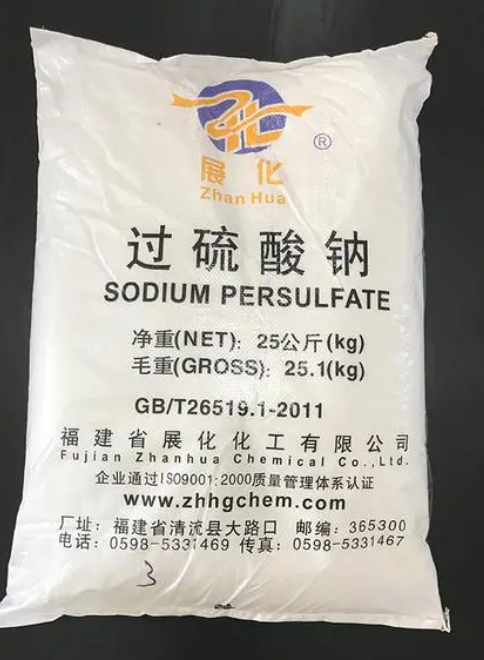 ®
展化
Zhan Hua
过硫酸钠
SODIUM PERSULFATE
净重(NET): 25公斤(kg)
毛重(GROSS): 25.1(kg)
GB/T26519.1-2011
福建省展化化工有限公司
Fujian Zhanhua Chemical Co.,Ltd.
企业通过ISO9001:2000质量管理体系认证
www.zhhgchem.com
厂址: 福建省清流县大路口 邮编: 365300
电话: 0598-5331469 传真: 0598-5331467
3